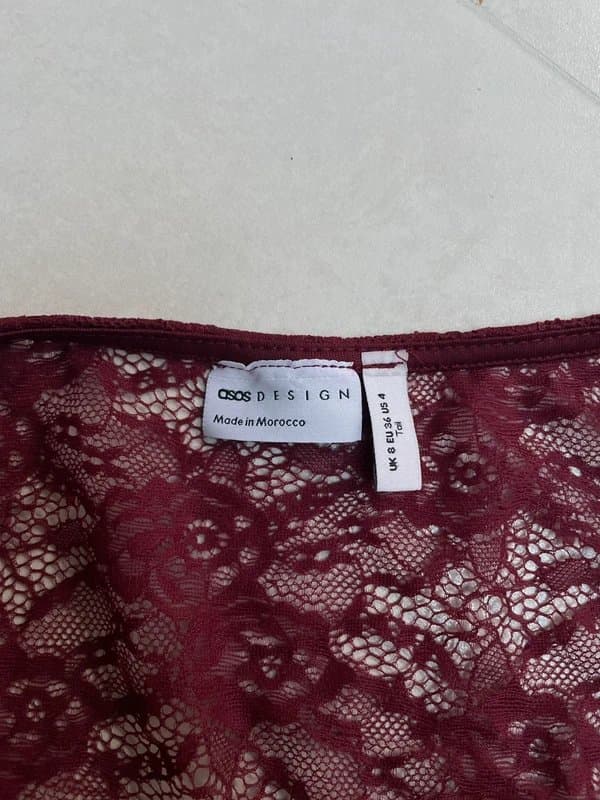 asos DESIGN
Made in Morocco
UK 8 EU 36 US 4
Tall